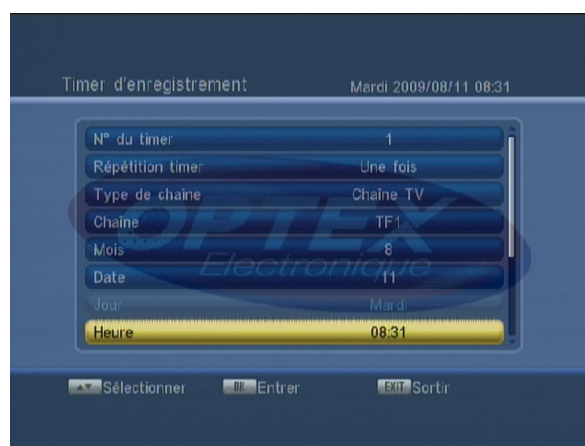 Timer d'enregistrement Mardi 2009/08/11 08:31
N° du timer 1
Répétition timer Une fois
Type de chaîne Chaîne TV
Chaîne TF1
Mois 8
Date 11
Jour Mardi
Heure 08:31
OPTEX
Electronique
Sélectionner OK Entrer EXIT Sortir